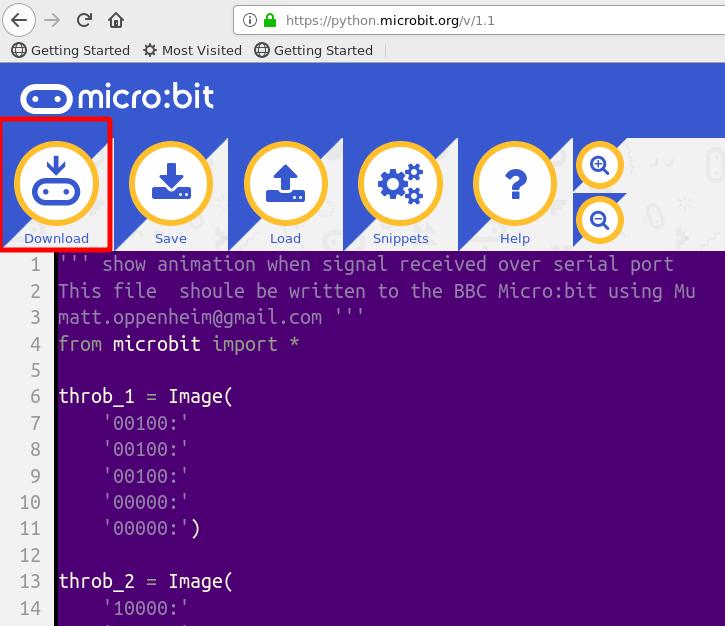 https://python.microbit.org/v/1.1
Getting Started Most Visited Getting Started
micro:bit
Download Save Load Snippets Help
1 ''' show animation when signal received over serial port
2 This file  shoule be written to the BBC Micro:bit using Mu
3 matt.oppenheim@gmail.com '''
4 from microbit import *
5
6 throb_1 = Image(
7     '00100:'
8     '00100:'
9     '00100:'
10     '00000:'
11     '00000:')
12
13 throb_2 = Image(
14     '10000:'